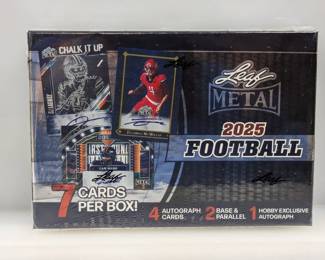 CHALK IT UP
Leaf
METAL
2025
FOOTBALL
Leaf
7 CARDS
PER BOX!
4 AUTOGRAPH
CARDS
2 BASE &
PARALLEL
1 HOBBY EXCLUSIVE
AUTOGRAPH